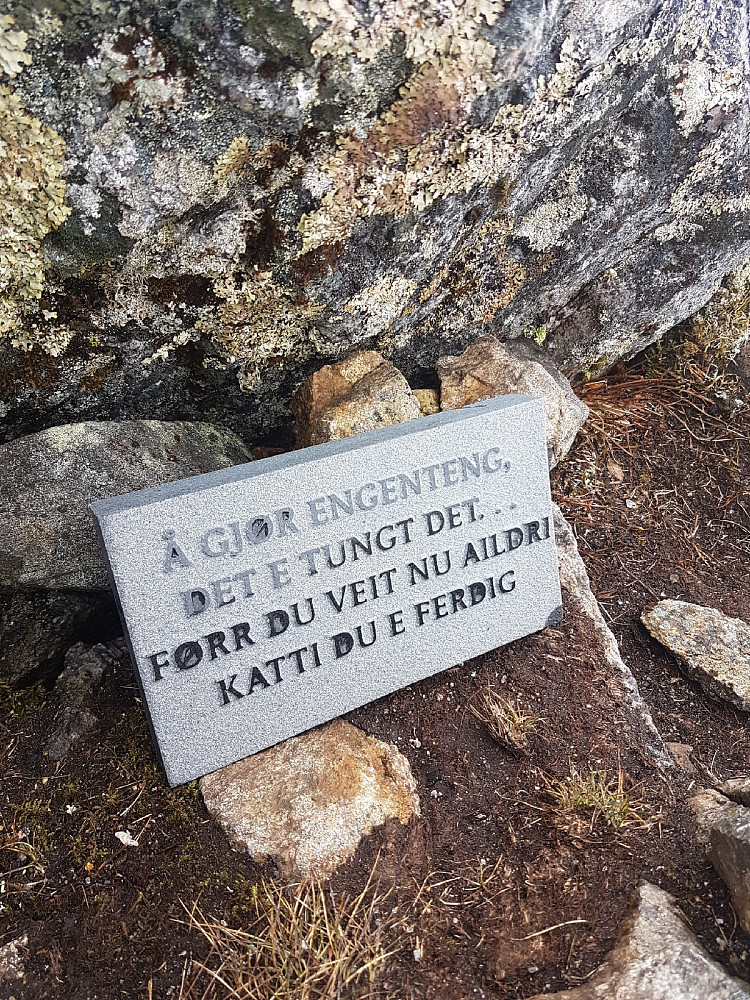 Å GJØR ENGENTENG,
DET E TUNGT DET...
FØRR DU VEIT NU AILDRI
KATTI DU E FERDIG